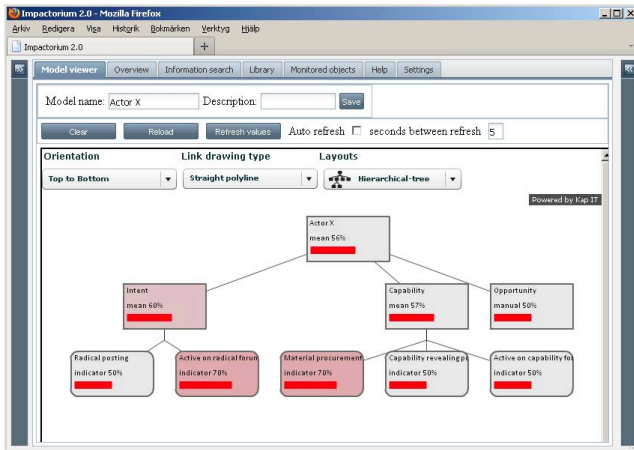 Impactorium 2.0 - Mozilla Firefox
Arkiv Redigera Visa Historik Bokmärken Verktyg Hjälp
Impactorium 2.0
Model viewer Overview Information search Library Monitored objects Help Settings
Model name: Actor X Description: Save
Clear Reload Refresh values Auto refresh seconds between refresh 5
Orientation Link drawing type Layouts
Top to Bottom Straight polyline Hierarchical-tree
Powered by Kap IT
Actor X
mean 56%
Intent Capability Opportunity
mean 60% mean 57% manual 50%
Radical posting Active on radical forum Material procurement Capability revealing p Active on capability fo
indicator 50% indicator 70% indicator 70% indicator 50% indicator 50%